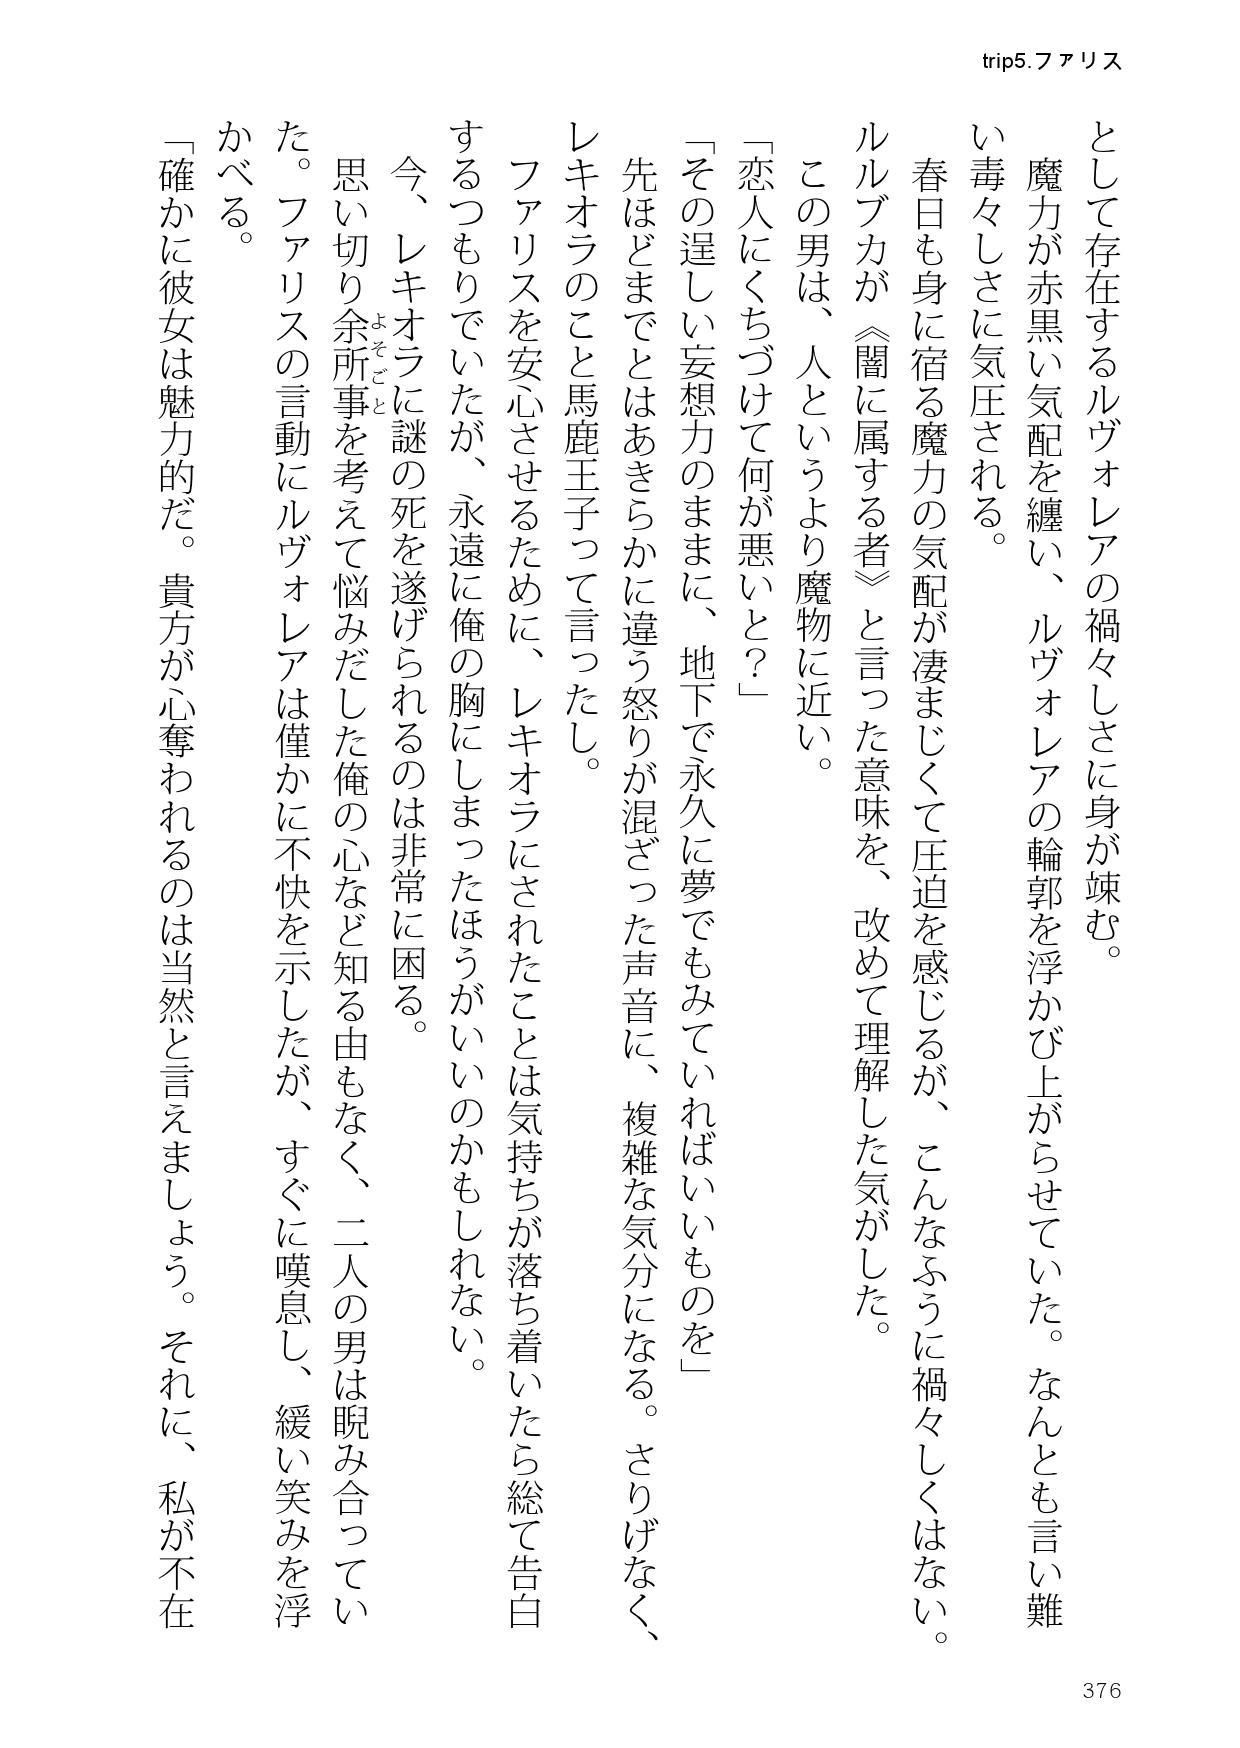 trip5.ファリス
として存在するルヴォレアの禍々しさに身が竦む。
魔力が赤黒い気配を纏い、ルヴォレアの輪郭を浮かび上がらせていた。なんとも言い難
い毒々しさに気圧される。
春日も身に宿る魔力の気配が凄まじくて圧迫を感じるが、こんなふうに禍々しくはない。
ルルブカが《闇に属する者》と言った意味を、改めて理解した気がした。
この男は、人というより魔物に近い。
「恋人にくちづけて何が悪いと？」
「その逞しい妄想力のままに、地下で永久に夢でもみていればいいものを」
先ほどまでとはあきらかに違う怒りが混ざった声音に、複雑な気分になる。さりげなく、
レキオラのこと馬鹿王子って言ったし。
ファリスを安心させるために、レキオラにされたことは気持ちが落ち着いたら総て告白
するつもりでいたが、永遠に俺の胸にしまったほうがいいのかもしれない。
今、レキオラに謎の死を遂げられるのは非常に困る。
思い切り余所事を考えて悩みだした俺の心など知る由もなく、二人の男は睨み合ってい
よそごと
た。ファリスの言動にルヴォレアは僅かに不快を示したが、すぐに嘆息し、緩い笑みを浮
かべる。
「確かに彼女は魅力的だ。貴方が心奪われるのは当然と言えましょう。それに、私が不在
376